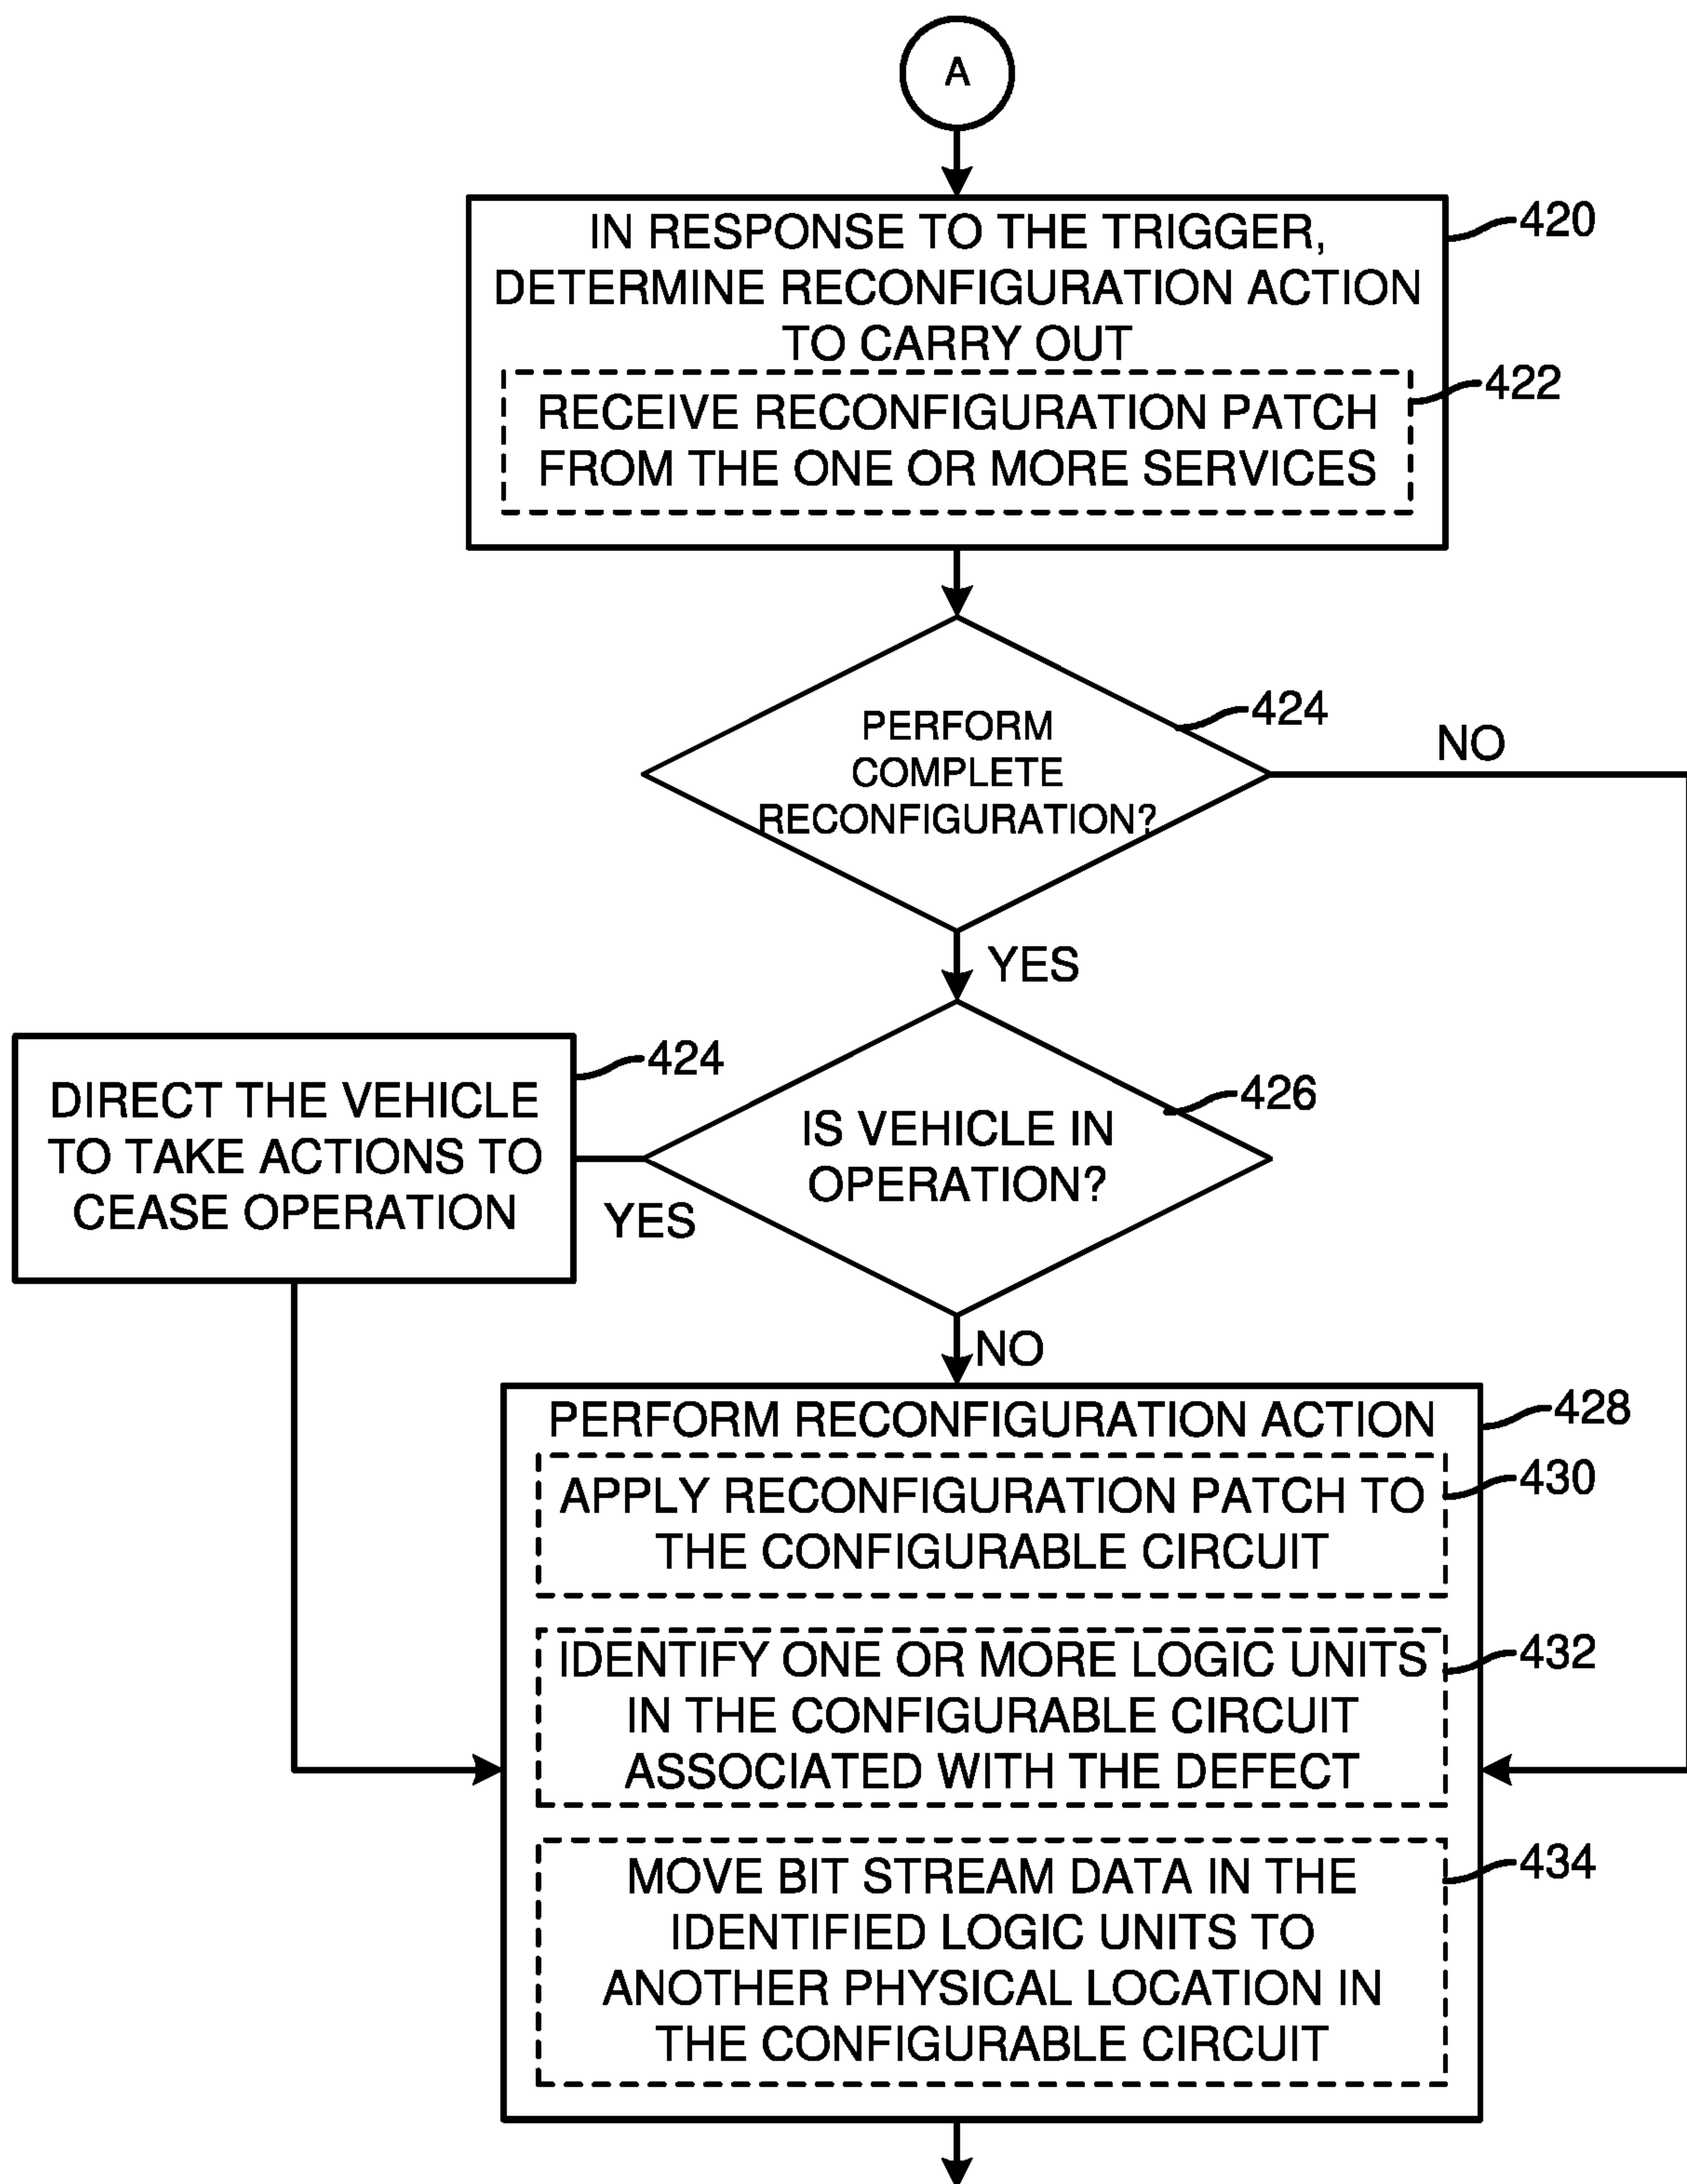 A
IN RESPONSE TO THE TRIGGER,
DETERMINE RECONFIGURATION ACTION
TO CARRY OUT
420
RECEIVE RECONFIGURATION PATCH
FROM THE ONE OR MORE SERVICES
422
PERFORM
COMPLETE
RECONFIGURATION?
424
NO
YES
DIRECT THE VEHICLE
TO TAKE ACTIONS TO
CEASE OPERATION
424
YES
IS VEHICLE IN
OPERATION?
426
NO
PERFORM RECONFIGURATION ACTION
428
APPLY RECONFIGURATION PATCH TO
THE CONFIGURABLE CIRCUIT
430
IDENTIFY ONE OR MORE LOGIC UNITS
IN THE CONFIGURABLE CIRCUIT
ASSOCIATED WITH THE DEFECT
432
MOVE BIT STREAM DATA IN THE
IDENTIFIED LOGIC UNITS TO
ANOTHER PHYSICAL LOCATION IN
THE CONFIGURABLE CIRCUIT
434